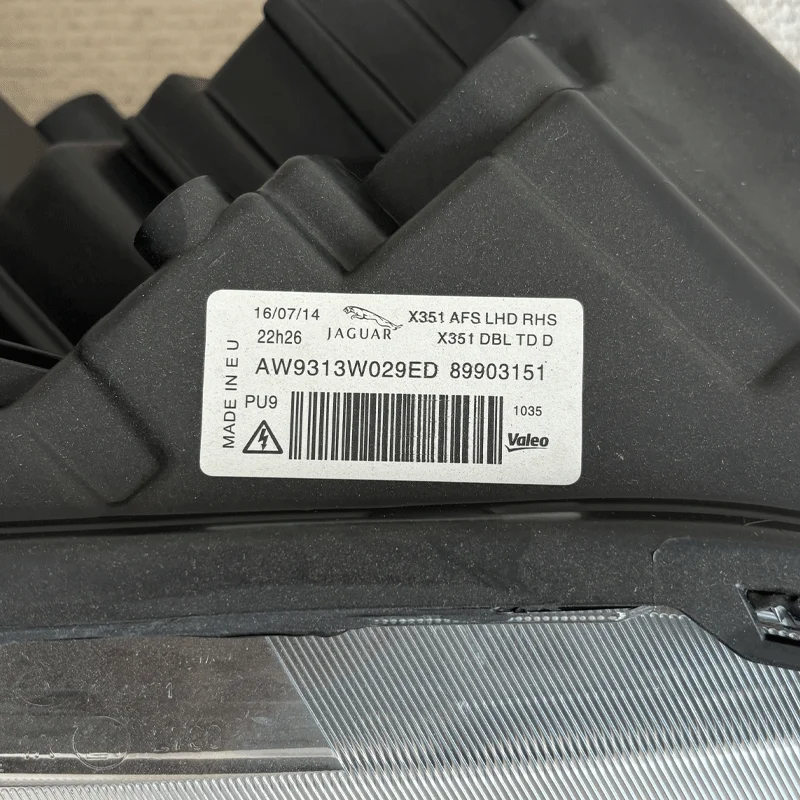 16/07/14
22h26
JAGUAR
X351 AFS LHD RHS
X351 DBL TD D
AW9313W029ED 89903151
MADE IN EU
PU9
1035
Valeo